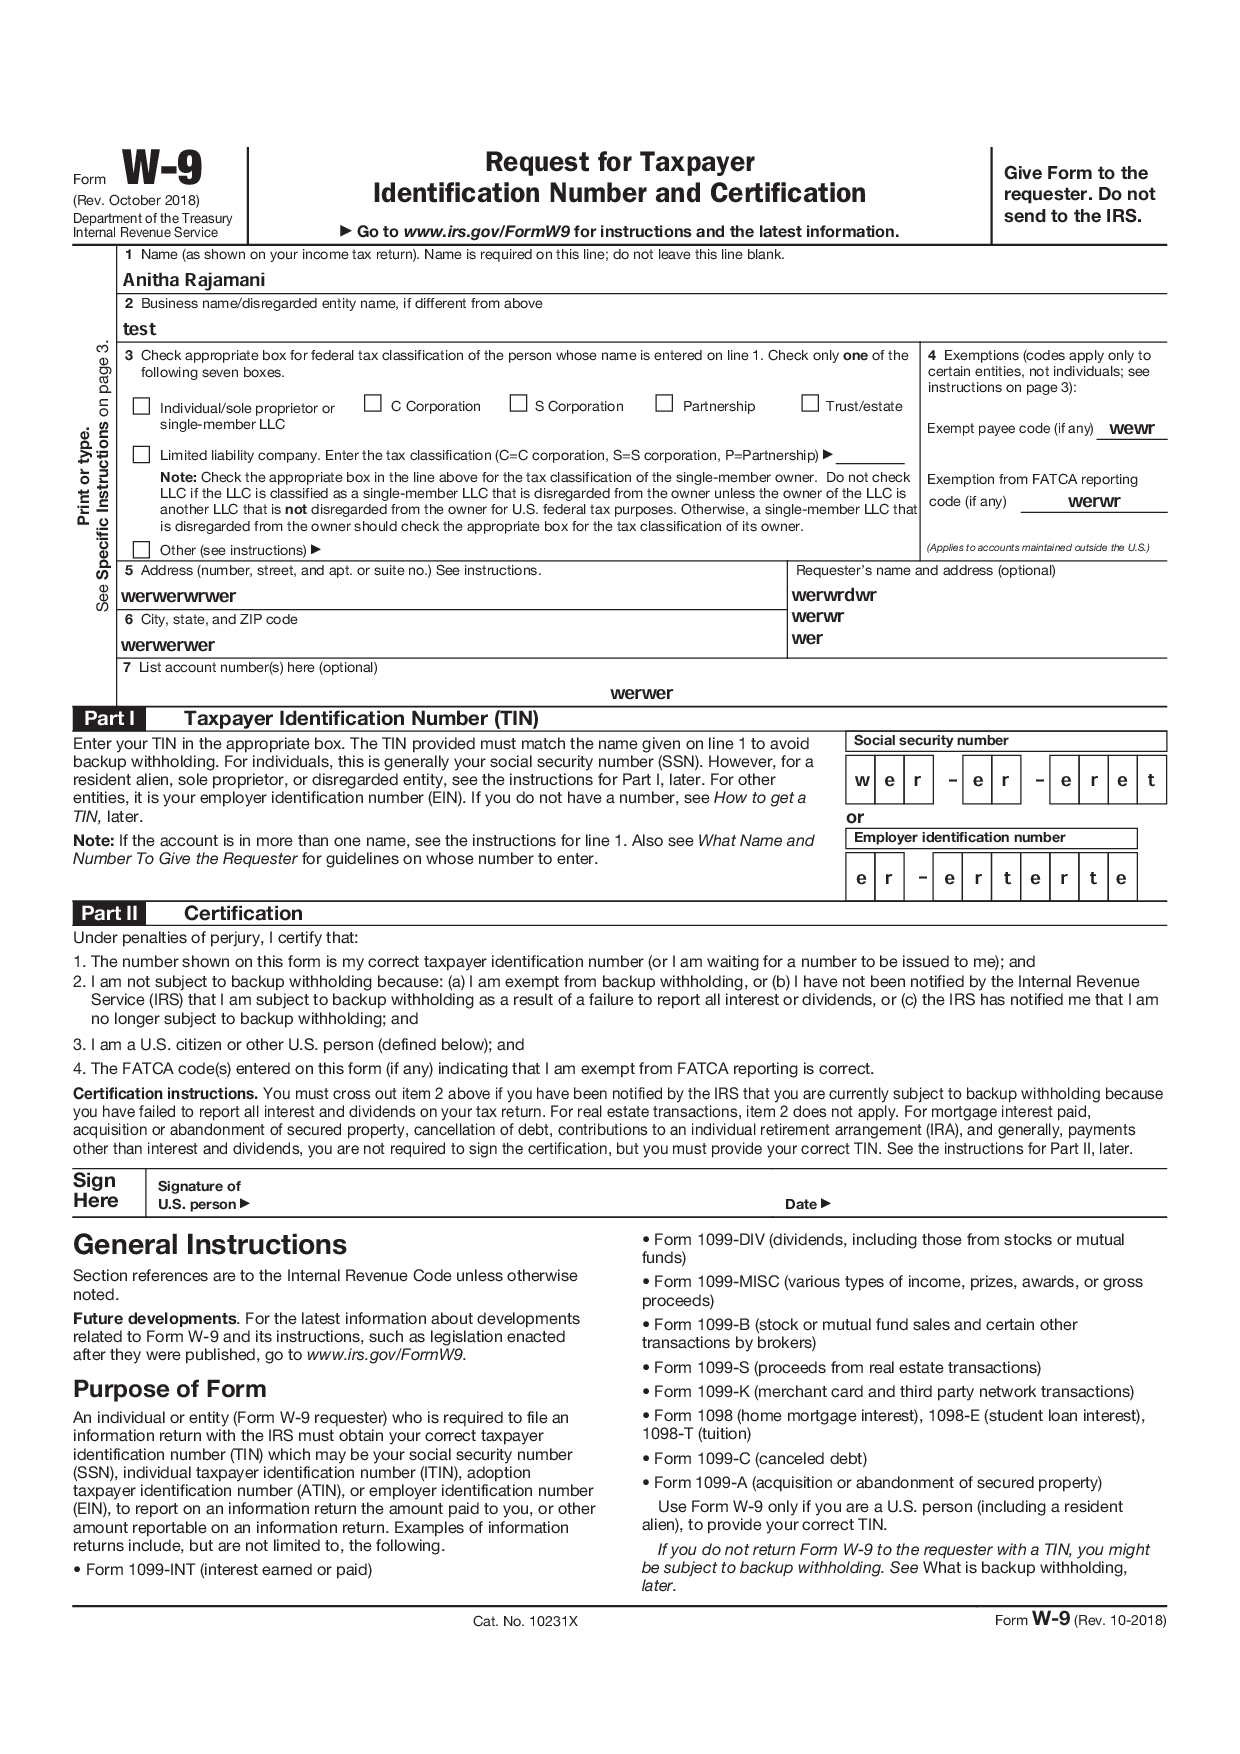 Form W-9
(Rev. October 2018)
Department of the Treasury
Internal Revenue Service
Request for Taxpayer
Identification Number and Certification
▶ Go to www.irs.gov/FormW9 for instructions and the latest information.
Give Form to the
requester. Do not
send to the IRS.
Print or type.
See Specific Instructions on page 3.
1 Name (as shown on your income tax return). Name is required on this line; do not leave this line blank.
Anitha Rajamani
2 Business name/disregarded entity name, if different from above
test
3 Check appropriate box for federal tax classification of the person whose name is entered on line 1. Check only one of the
following seven boxes.
Individual/sole proprietor or
single-member LLC
C Corporation
S Corporation
Partnership
Trust/estate
Limited liability company. Enter the tax classification (C=C corporation, S=S corporation, P=Partnership) ▶
Note: Check the appropriate box in the line above for the tax classification of the single-member owner. Do not check
LLC if the LLC is classified as a single-member LLC that is disregarded from the owner unless the owner of the LLC is
another LLC that is not disregarded from the owner for U.S. federal tax purposes. Otherwise, a single-member LLC that
is disregarded from the owner should check the appropriate box for the tax classification of its owner.
Other (see instructions) ▶
4 Exemptions (codes apply only to
certain entities, not individuals; see
instructions on page 3):
Exempt payee code (if any) wewr
Exemption from FATCA reporting
code (if any) werwr
(Applies to accounts maintained outside the U.S.)
5 Address (number, street, and apt. or suite no.) See instructions.
werwerwrwer
6 City, state, and ZIP code
werwerwer
Requester's name and address (optional)
werwrdwr
werwr
wer
7 List account number(s) here (optional)
werwer
Part I Taxpayer Identification Number (TIN)
Enter your TIN in the appropriate box. The TIN provided must match the name given on line 1 to avoid
backup withholding. For individuals, this is generally your social security number (SSN). However, for a
resident alien, sole proprietor, or disregarded entity, see the instructions for Part I, later. For other
entities, it is your employer identification number (EIN). If you do not have a number, see How to get a
TIN, later.
Note: If the account is in more than one name, see the instructions for line 1. Also see What Name and
Number To Give the Requester for guidelines on whose number to enter.
Social security number
w e r – e r – e r e t
or
Employer identification number
e r – e r t e r t e
Part II Certification
Under penalties of perjury, I certify that:
1. The number shown on this form is my correct taxpayer identification number (or I am waiting for a number to be issued to me); and
2. I am not subject to backup withholding because: (a) I am exempt from backup withholding, or (b) I have not been notified by the Internal Revenue
Service (IRS) that I am subject to backup withholding as a result of a failure to report all interest or dividends, or (c) the IRS has notified me that I am
no longer subject to backup withholding; and
3. I am a U.S. citizen or other U.S. person (defined below); and
4. The FATCA code(s) entered on this form (if any) indicating that I am exempt from FATCA reporting is correct.
Certification instructions. You must cross out item 2 above if you have been notified by the IRS that you are currently subject to backup withholding because
you have failed to report all interest and dividends on your tax return. For real estate transactions, item 2 does not apply. For mortgage interest paid,
acquisition or abandonment of secured property, cancellation of debt, contributions to an individual retirement arrangement (IRA), and generally, payments
other than interest and dividends, you are not required to sign the certification, but you must provide your correct TIN. See the instructions for Part II, later.
Sign
Here
Signature of
U.S. person ▶
Date ▶
General Instructions
Section references are to the Internal Revenue Code unless otherwise
noted.
Future developments. For the latest information about developments
related to Form W-9 and its instructions, such as legislation enacted
after they were published, go to www.irs.gov/FormW9.
Purpose of Form
An individual or entity (Form W-9 requester) who is required to file an
information return with the IRS must obtain your correct taxpayer
identification number (TIN) which may be your social security number
(SSN), individual taxpayer identification number (ITIN), adoption
taxpayer identification number (ATIN), or employer identification number
(EIN), to report on an information return the amount paid to you, or other
amount reportable on an information return. Examples of information
returns include, but are not limited to, the following.
• Form 1099-INT (interest earned or paid)
• Form 1099-DIV (dividends, including those from stocks or mutual
funds)
• Form 1099-MISC (various types of income, prizes, awards, or gross
proceeds)
• Form 1099-B (stock or mutual fund sales and certain other
transactions by brokers)
• Form 1099-S (proceeds from real estate transactions)
• Form 1099-K (merchant card and third party network transactions)
• Form 1098 (home mortgage interest), 1098-E (student loan interest),
1098-T (tuition)
• Form 1099-C (canceled debt)
• Form 1099-A (acquisition or abandonment of secured property)
Use Form W-9 only if you are a U.S. person (including a resident
alien), to provide your correct TIN.
If you do not return Form W-9 to the requester with a TIN, you might
be subject to backup withholding. See What is backup withholding,
later.
Cat. No. 10231X
Form W-9 (Rev. 10-2018)